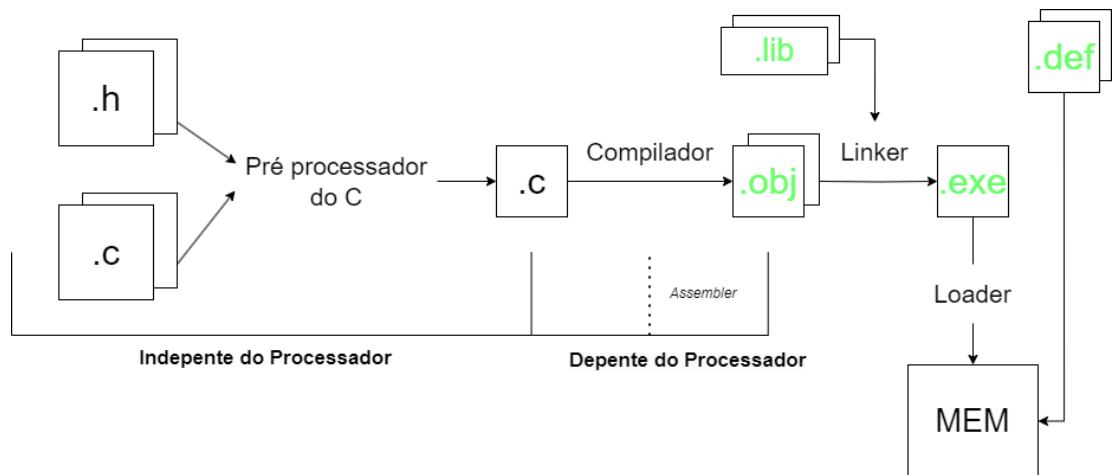 .h
.c
Pré processador
do C
.c
Compilador
.obj
.lib
Linker
.exe
.def
Loader
MEM
Assembler
Indepente do Processador
Depente do Processador